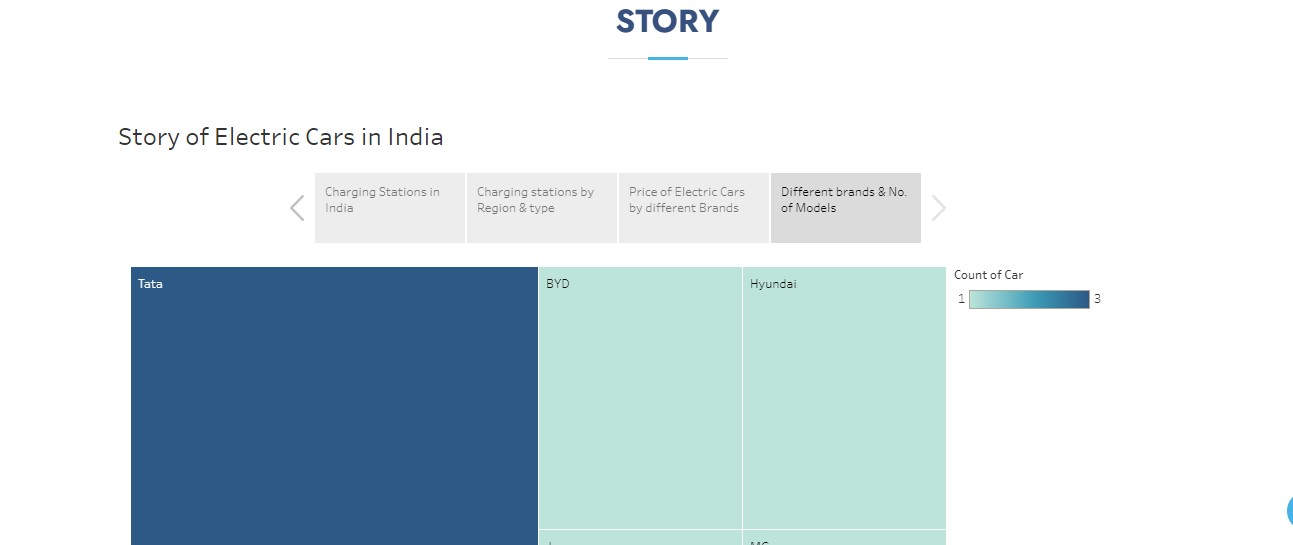 STORY
Story of Electric Cars in India
Charging Stations in
India
Charging stations by
Region & type
Price of Electric Cars
by different Brands
Different brands & No.
of Models
Tata
BYD
Hyundai
Count of Car
1
3
MG